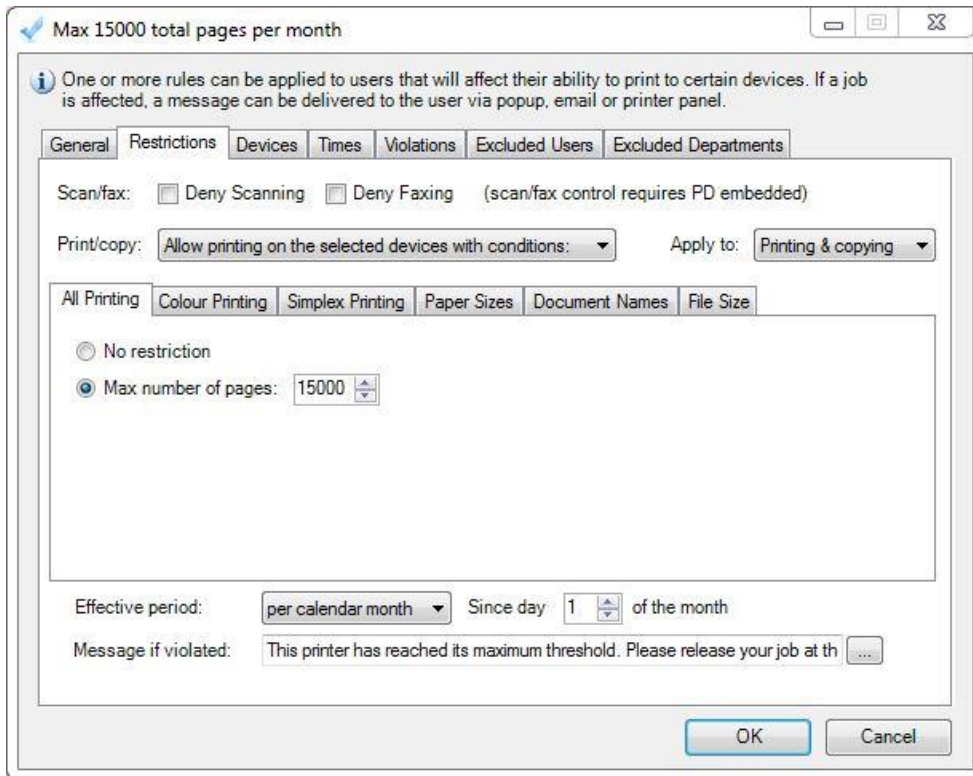 Max 15000 total pages per month
One or more rules can be applied to users that will affect their ability to print to certain devices. If a job
is affected, a message can be delivered to the user via popup, email or printer panel.
General Restrictions Devices Times Violations Excluded Users Excluded Departments
Scan/fax: Deny Scanning Deny Faxing (scan/fax control requires PD embedded)
Print/copy: Allow printing on the selected devices with conditions: Apply to: Printing & copying
All Printing Colour Printing Simplex Printing Paper Sizes Document Names File Size
No restriction
Max number of pages: 15000
Effective period: per calendar month Since day 1 of the month
Message if violated: This printer has reached its maximum threshold. Please release your job at th ...
OK Cancel